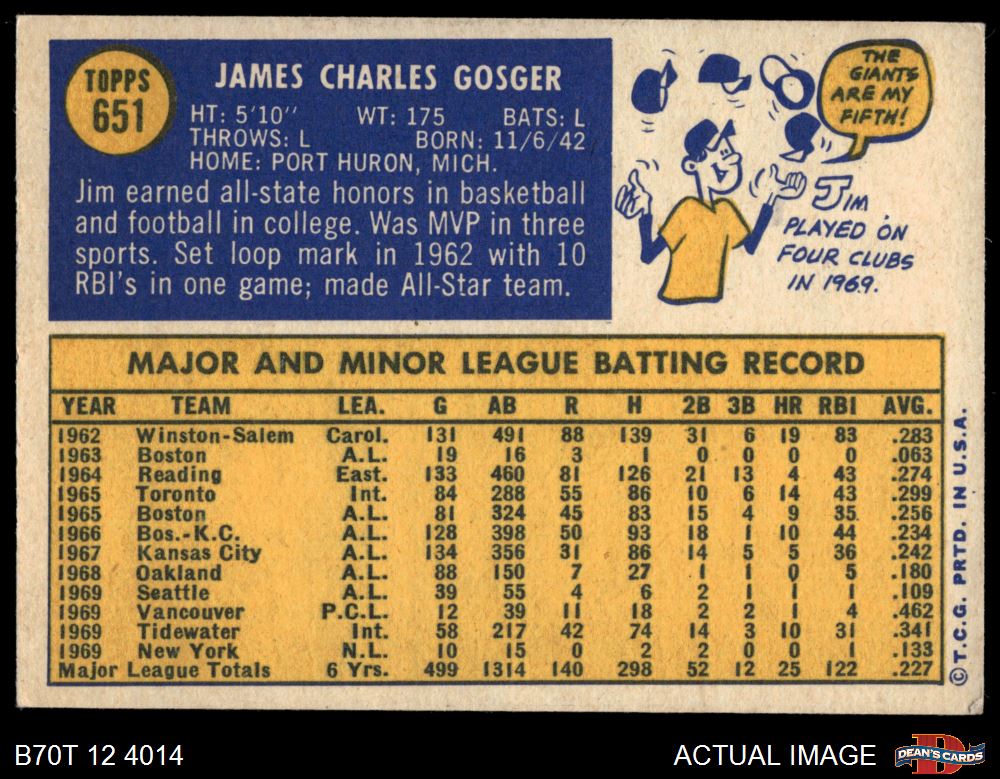 TOPPS
651
JAMES CHARLES GOSGER
HT: 5'10" WT: 175 BATS: L
THROWS: L BORN: 11/6/42
HOME: PORT HURON, MICH.
Jim earned all-state honors in basketball
and football in college. Was MVP in three
sports. Set loop mark in 1962 with 10
RBI's in one game; made All-Star team.
THE
GIANTS
ARE MY
FIFTH!
JIM
PLAYED ON
FOUR CLUBS
IN 1969.
MAJOR AND MINOR LEAGUE BATTING RECORD
YEAR TEAM LEA. G AB R H 2B 3B HR RBI AVG.
1962 Winston-Salem Carol. 131 491 88 139 31 6 19 83 .283
1963 Boston A.L. 19 16 3 1 0 0 0 0 .063
1964 Reading East. 133 460 81 126 21 13 4 43 .274
1965 Toronto Int. 84 288 55 86 10 6 14 43 .299
1965 Boston A.L. 81 324 45 83 15 4 9 35 .256
1966 Bos.-K.C. A.L. 128 398 50 93 18 1 10 44 .234
1967 Kansas City A.L. 134 356 31 86 14 5 5 36 .242
1968 Oakland A.L. 88 150 7 27 1 1 0 5 .180
1969 Seattle A.L. 39 55 4 6 2 1 1 1 .109
1969 Vancouver P.C.L. 12 39 11 18 2 2 1 4 .462
1969 Tidewater Int. 58 217 42 74 14 3 10 31 .341
1969 New York N.L. 10 15 0 2 2 0 0 1 .133
Major League Totals 6 Yrs. 499 1314 140 298 52 12 25 122 .227
©T.C.G. PRTD. IN U.S.A.
B70T 12 4014
ACTUAL IMAGE
DEAN'S CARDS